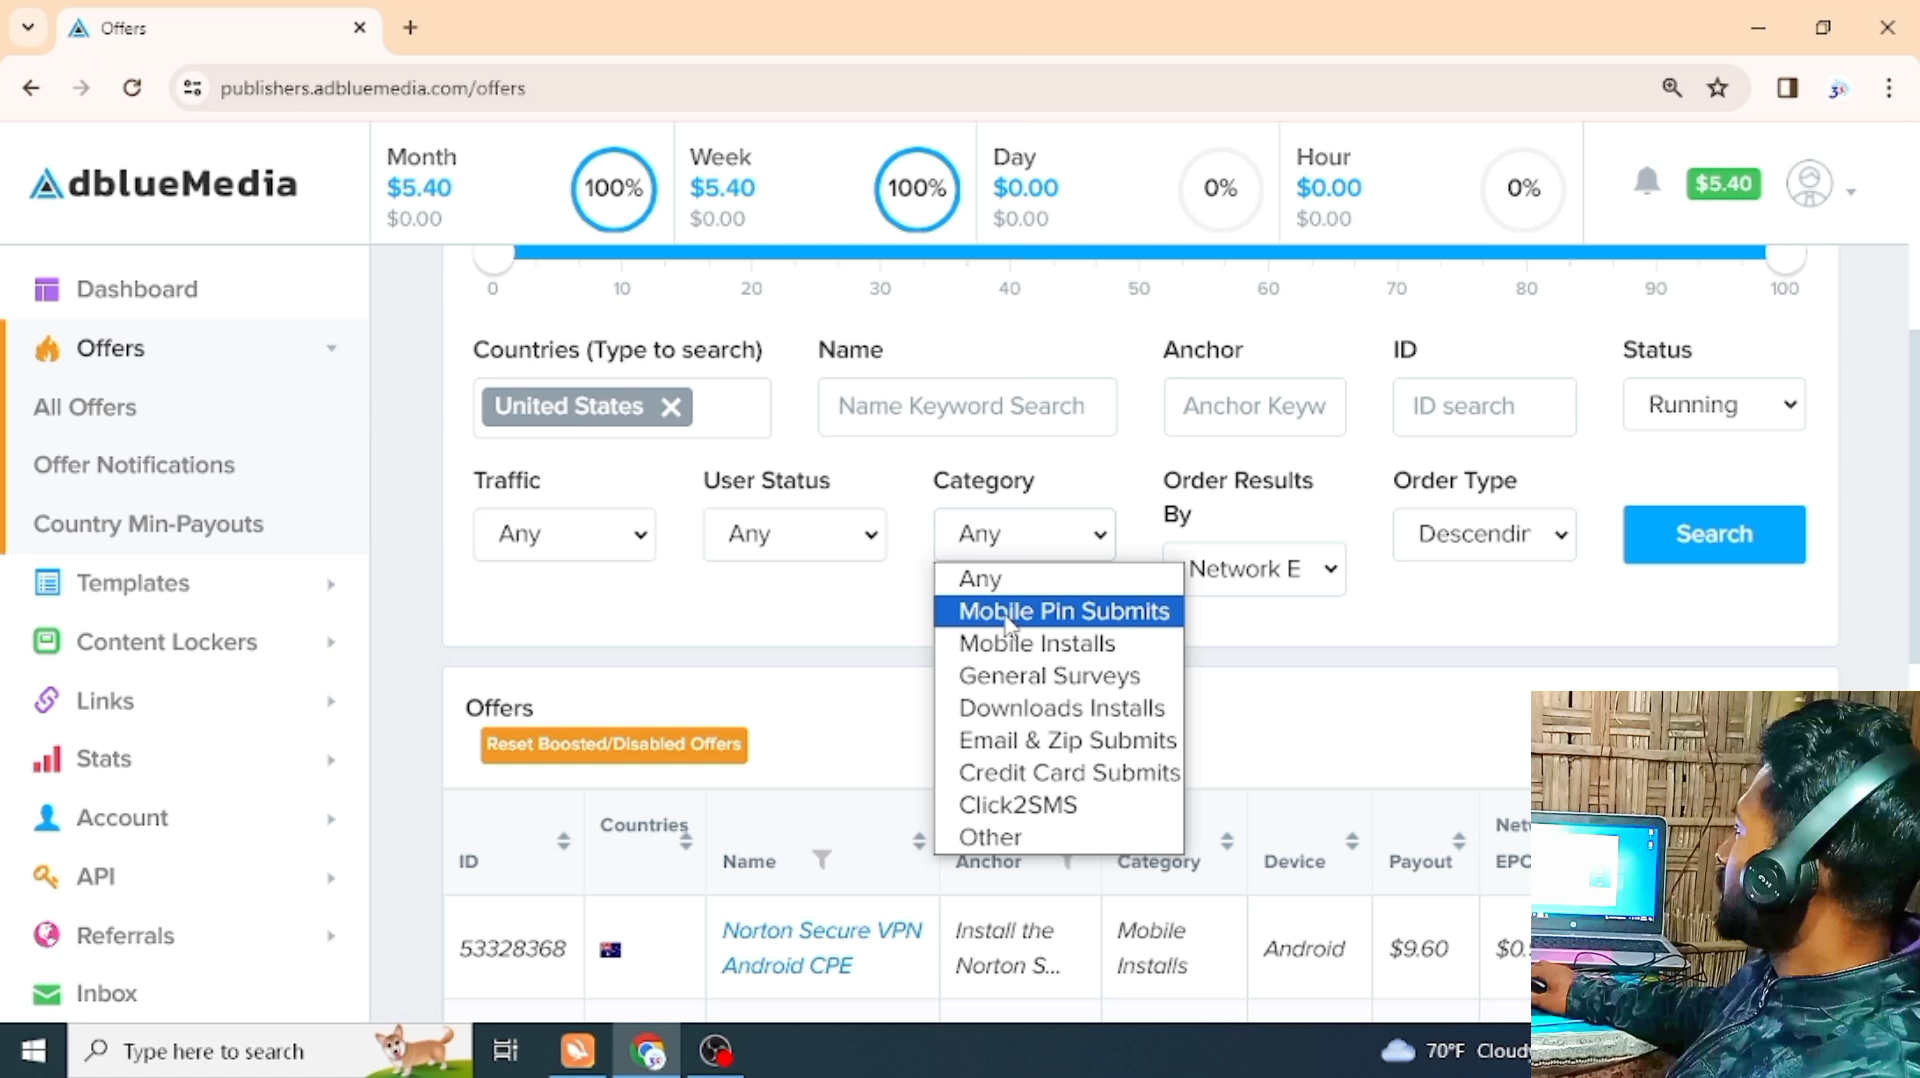 Offers
publishers.adbluemedia.com/offers
AdblueMedia
Month
$5.40
$0.00
100%
Week
$5.40
$0.00
100%
Day
$0.00
$0.00
0%
Hour
$0.00
$0.00
0%
$5.40
Dashboard
Offers
All Offers
Offer Notifications
Country Min-Payouts
Templates
Content Lockers
Links
Stats
Account
API
Referrals
Inbox
0 10 20 30 40 50 60 70 80 90 100
Countries (Type to search)
Name
Anchor
ID
Status
United States
Name Keyword Search
Anchor Keyw
ID search
Running
Traffic
User Status
Category
Order Results
By
Order Type
Any
Any
Any
Network E
Descendir
Search
Any
Mobile Pin Submits
Mobile Installs
General Surveys
Downloads Installs
Email & Zip Submits
Credit Card Submits
Click2SMS
Other
Offers
Reset Boosted/Disabled Offers
ID
Countries
Name
Anchor
Category
Device
Payout
EPC
53328368
Norton Secure VPN
Android CPE
Install the
Norton S...
Mobile
Installs
Android
$9.60
$0.
Type here to search
70°F Cloudy